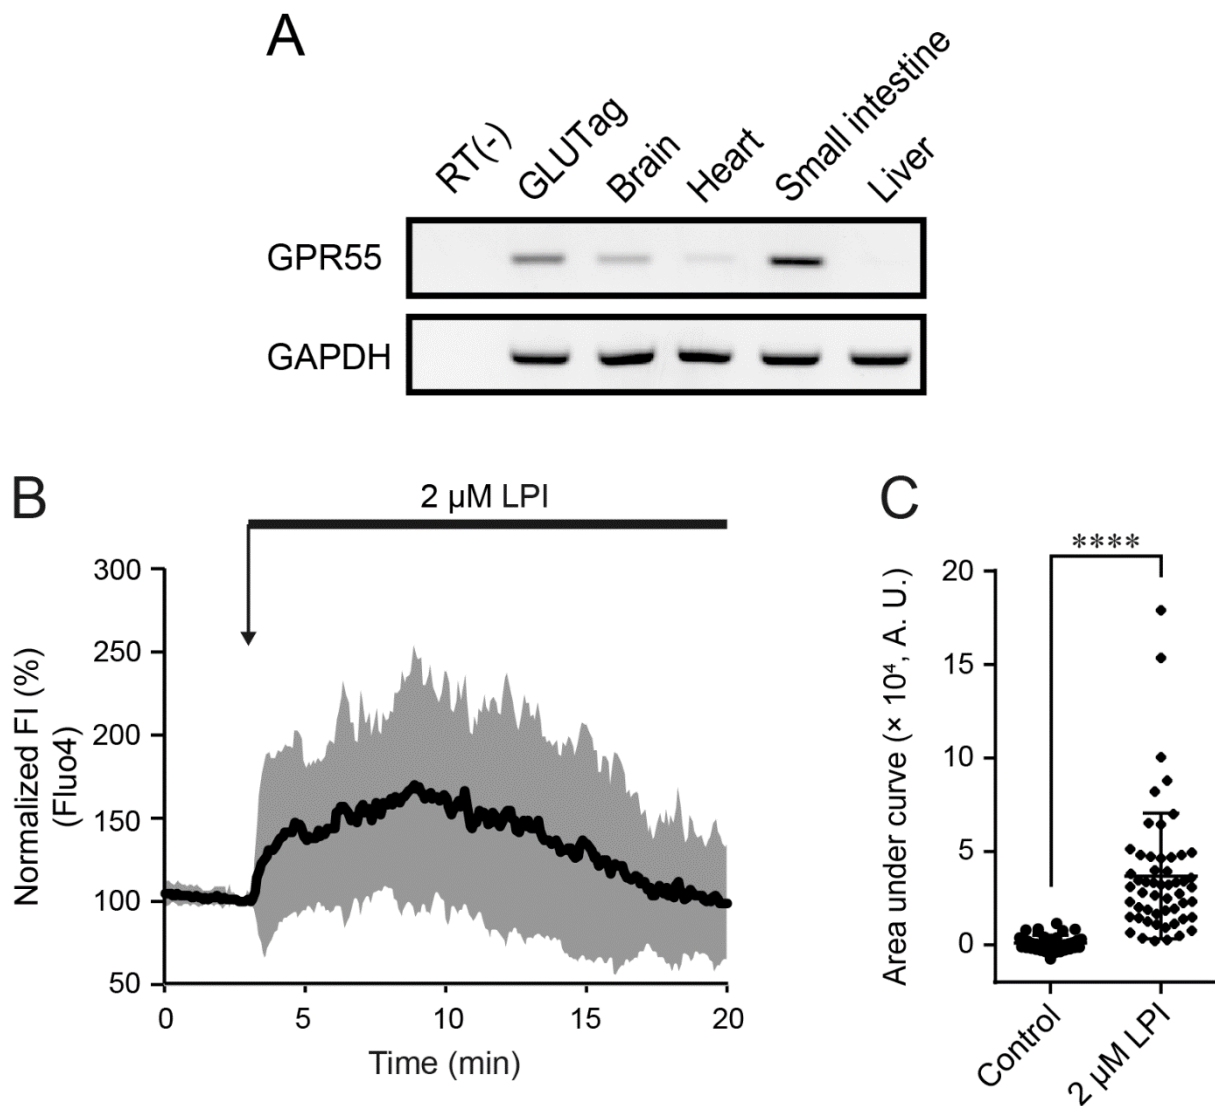 A
RT(-)
GLUTag
Brain
Heart
Small intestine
Liver
GPR55
GAPDH
B
2 μM LPI
300
250
200
150
100
50
Normalized FI (%)
(Fluo4)
0
5
10
15
20
Time (min)
C
****
20
15
10
5
0
Area under curve (× 10⁴, A. U.)
Control
2 μM LPI